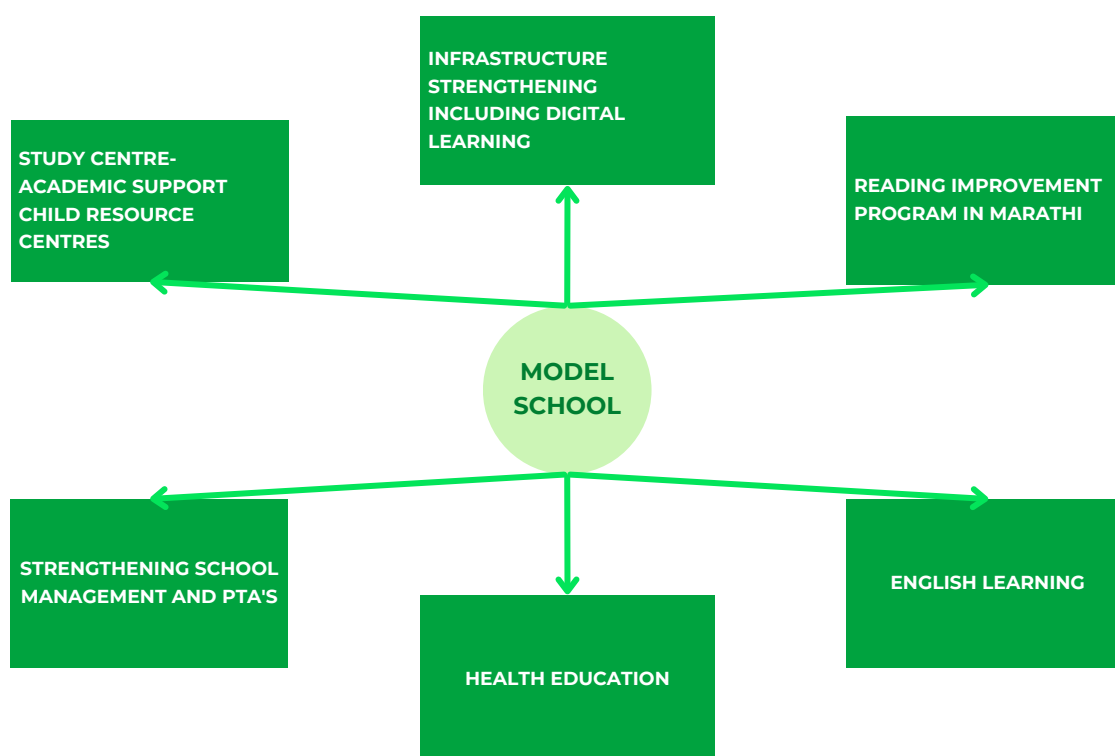 INFRASTRUCTURE
STRENGTHENING
INCLUDING DIGITAL
LEARNING
STUDY CENTRE-
ACADEMIC SUPPORT
CHILD RESOURCE
CENTRES
READING IMPROVEMENT
PROGRAM IN MARATHI
MODEL
SCHOOL
STRENGTHENING SCHOOL
MANAGEMENT AND PTA'S
HEALTH EDUCATION
ENGLISH LEARNING